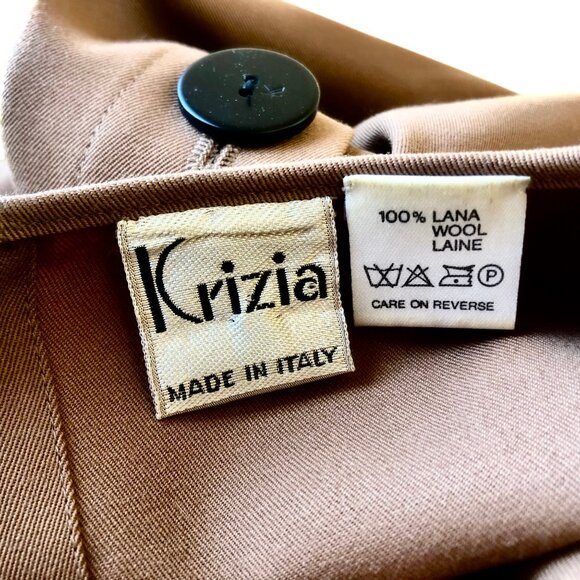 Krizia
MADE IN ITALY
100% LANA
WOOL
LAINE
P
CARE ON REVERSE